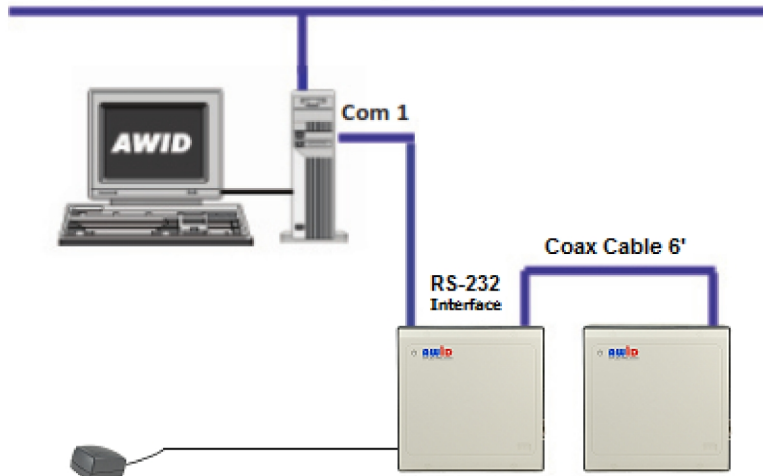 Com 1
AWID
Coax Cable 6'
RS-232
Interface
AWID
AWID